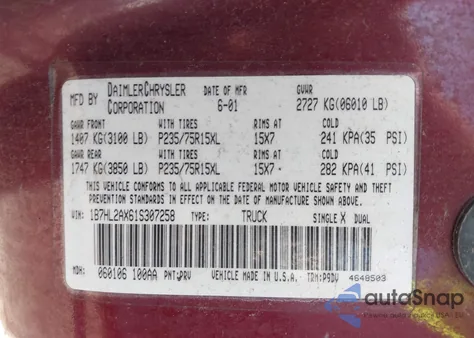 MFD BY DAIMLERCHRYSLER CORPORATION DATE OF MFR 6-01 GVWR 2727 KG(06010 LB)
GAWR FRONT WITH TIRES RIMS AT COLD
1407 KG(3100 LB) P235/75R15XL 15X7 241 KPA(35 PSI)
GAWR REAR WITH TIRES RIMS AT COLD
1747 KG(3850 LB) P235/75R15XL 15X7 282 KPA(41 PSI)
THIS VEHICLE CONFORMS TO ALL APPLICABLE FEDERAL MOTOR VEHICLE SAFETY AND
THEFT PREVENTION STANDARDS IN EFFECT ON THE DATE OF MANUFACTURE SHOWN ABOVE.
VIN: 1B7HL2AX61S307258 TYPE: TRUCK SINGLE X DUAL
MDH: 060106 100AA PNT:PRV VEHICLE MADE IN U.S.A. TRM:P9DV 4648503
autoSnap